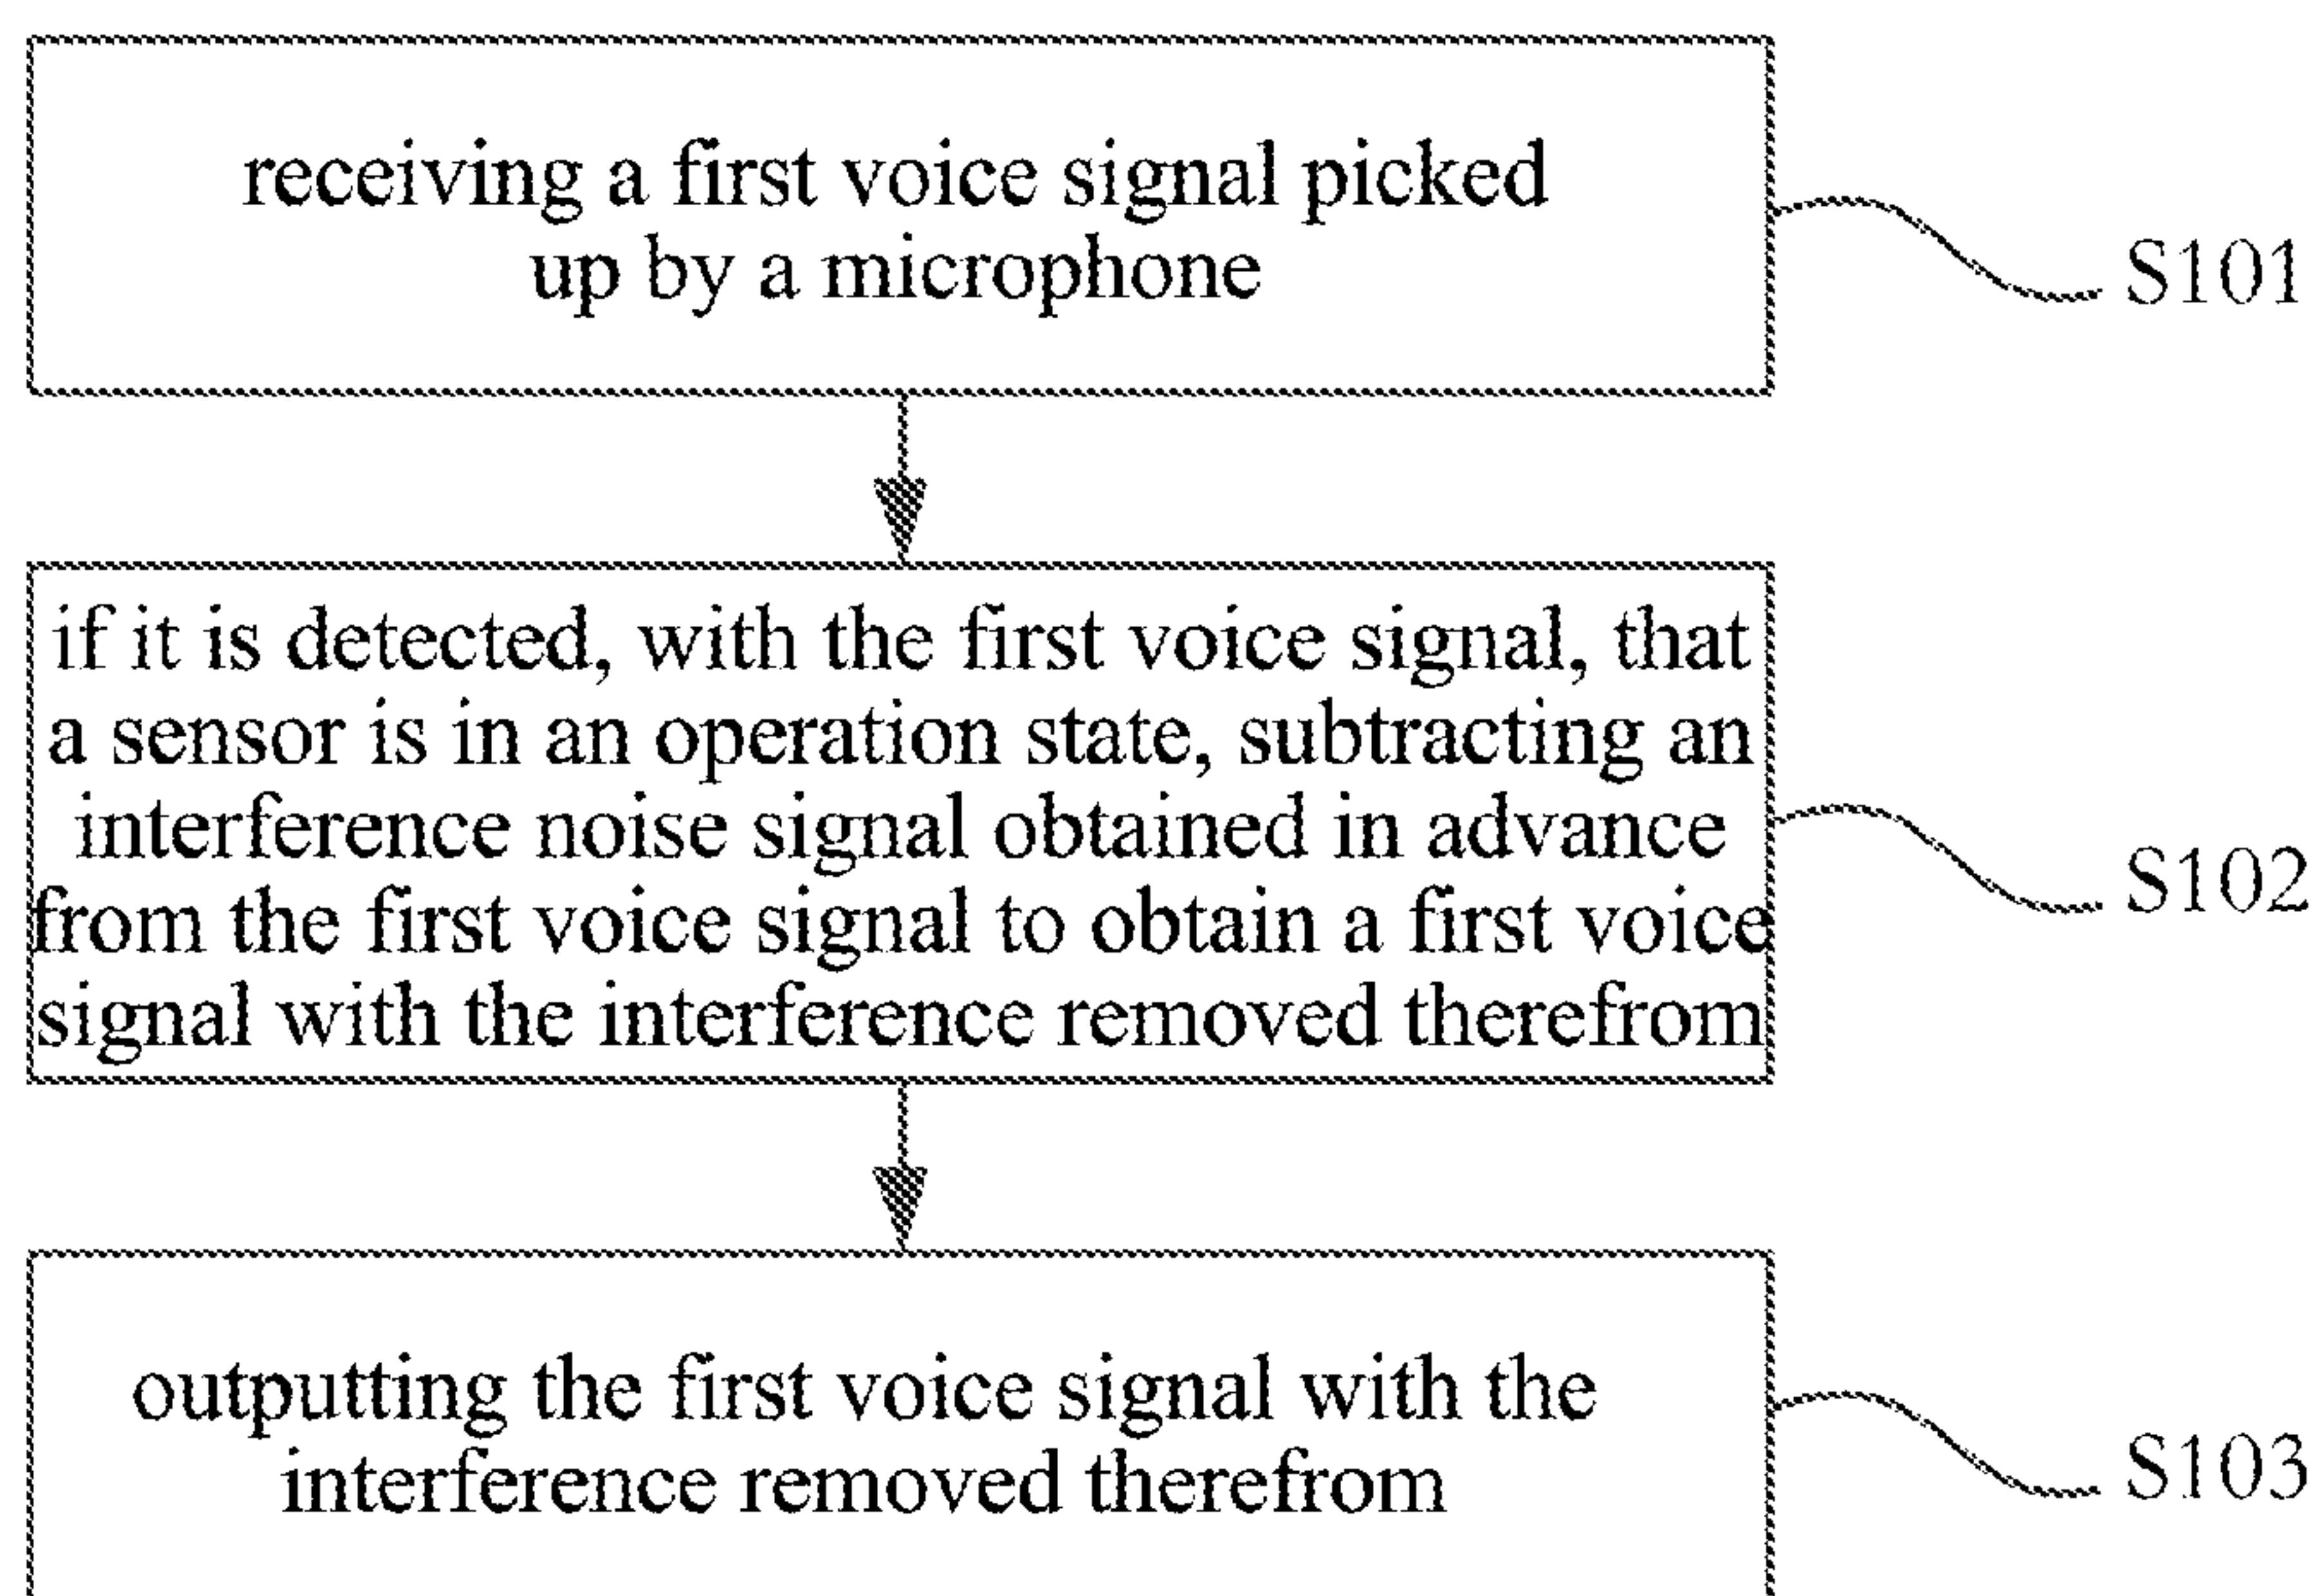 receiving a first voice signal picked
up by a microphone
S101
if it is detected, with the first voice signal, that
a sensor is in an operation state, subtracting an
interference noise signal obtained in advance
from the first voice signal to obtain a first voice
signal with the interference removed therefrom
S102
outputting the first voice signal with the
interference removed therefrom
S103